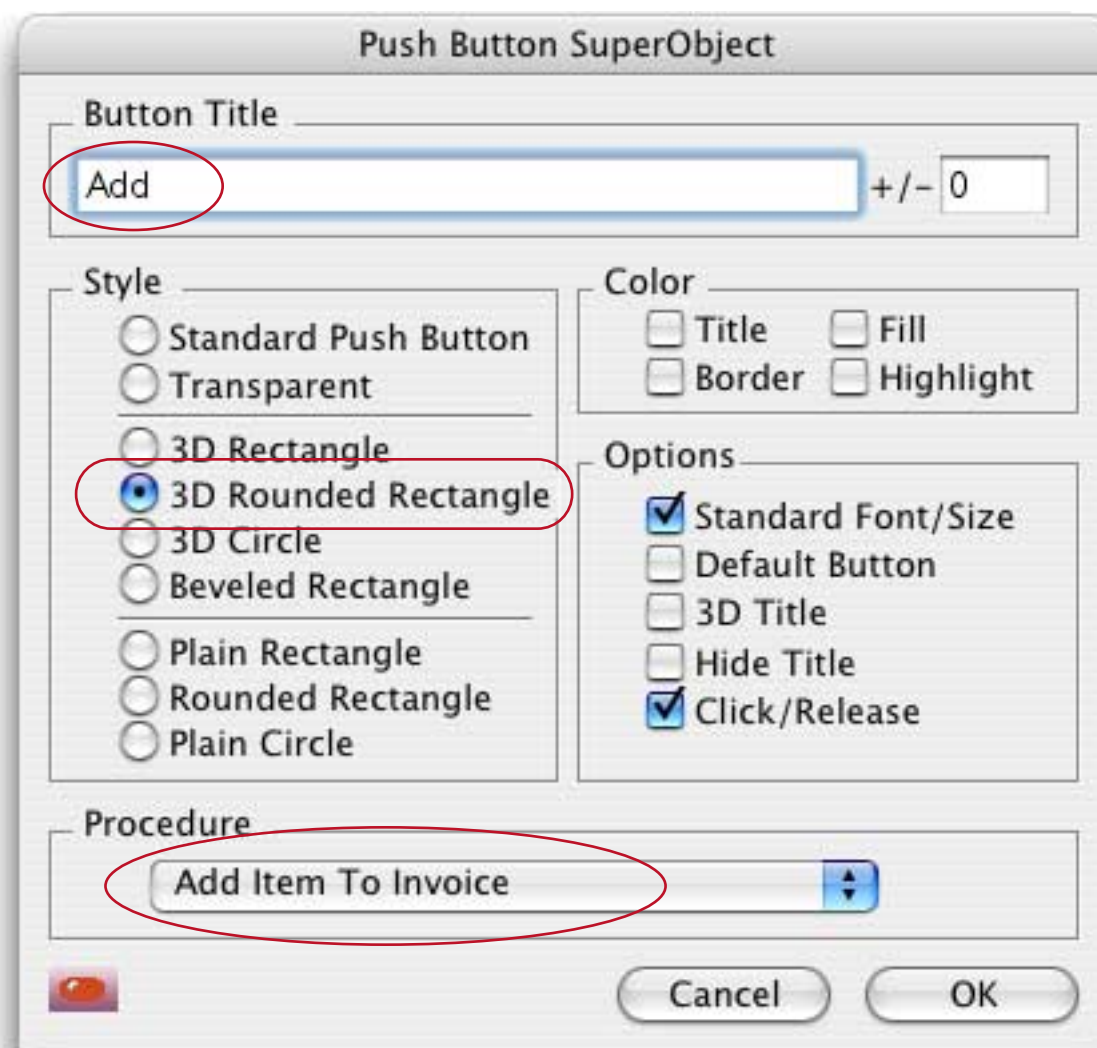 Push Button SuperObject
Button Title
Add +/- 0
Style
Standard Push Button
Transparent
3D Rectangle
3D Rounded Rectangle
3D Circle
Beveled Rectangle
Plain Rectangle
Rounded Rectangle
Plain Circle
Color
Title Fill
Border Highlight
Options
Standard Font/Size
Default Button
3D Title
Hide Title
Click/Release
Procedure
Add Item To Invoice
Cancel OK